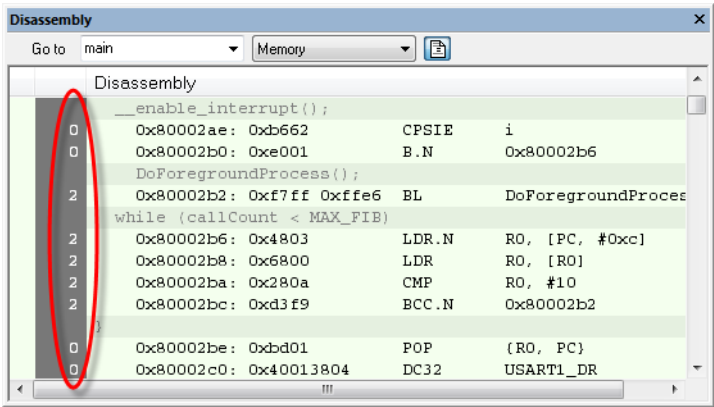 Disassembly
Go to main Memory
Disassembly
__enable_interrupt();
0 0x80002ae: 0xb662 CPSIE i
0 0x80002b0: 0xe001 B.N 0x80002b6
DoForegroundProcess();
2 0x80002b2: 0xf7ff 0xffe6 BL DoForegroundProces
while (callCount < MAX_FIB)
2 0x80002b6: 0x4803 LDR.N R0, [PC, #0xc]
2 0x80002b8: 0x6800 LDR R0, [R0]
2 0x80002ba: 0x280a CMP R0, #10
2 0x80002bc: 0xd3f9 BCC.N 0x80002b2
}
0 0x80002be: 0xbd01 POP {R0, PC}
0 0x80002c0: 0x40013804 DC32 USART1_DR